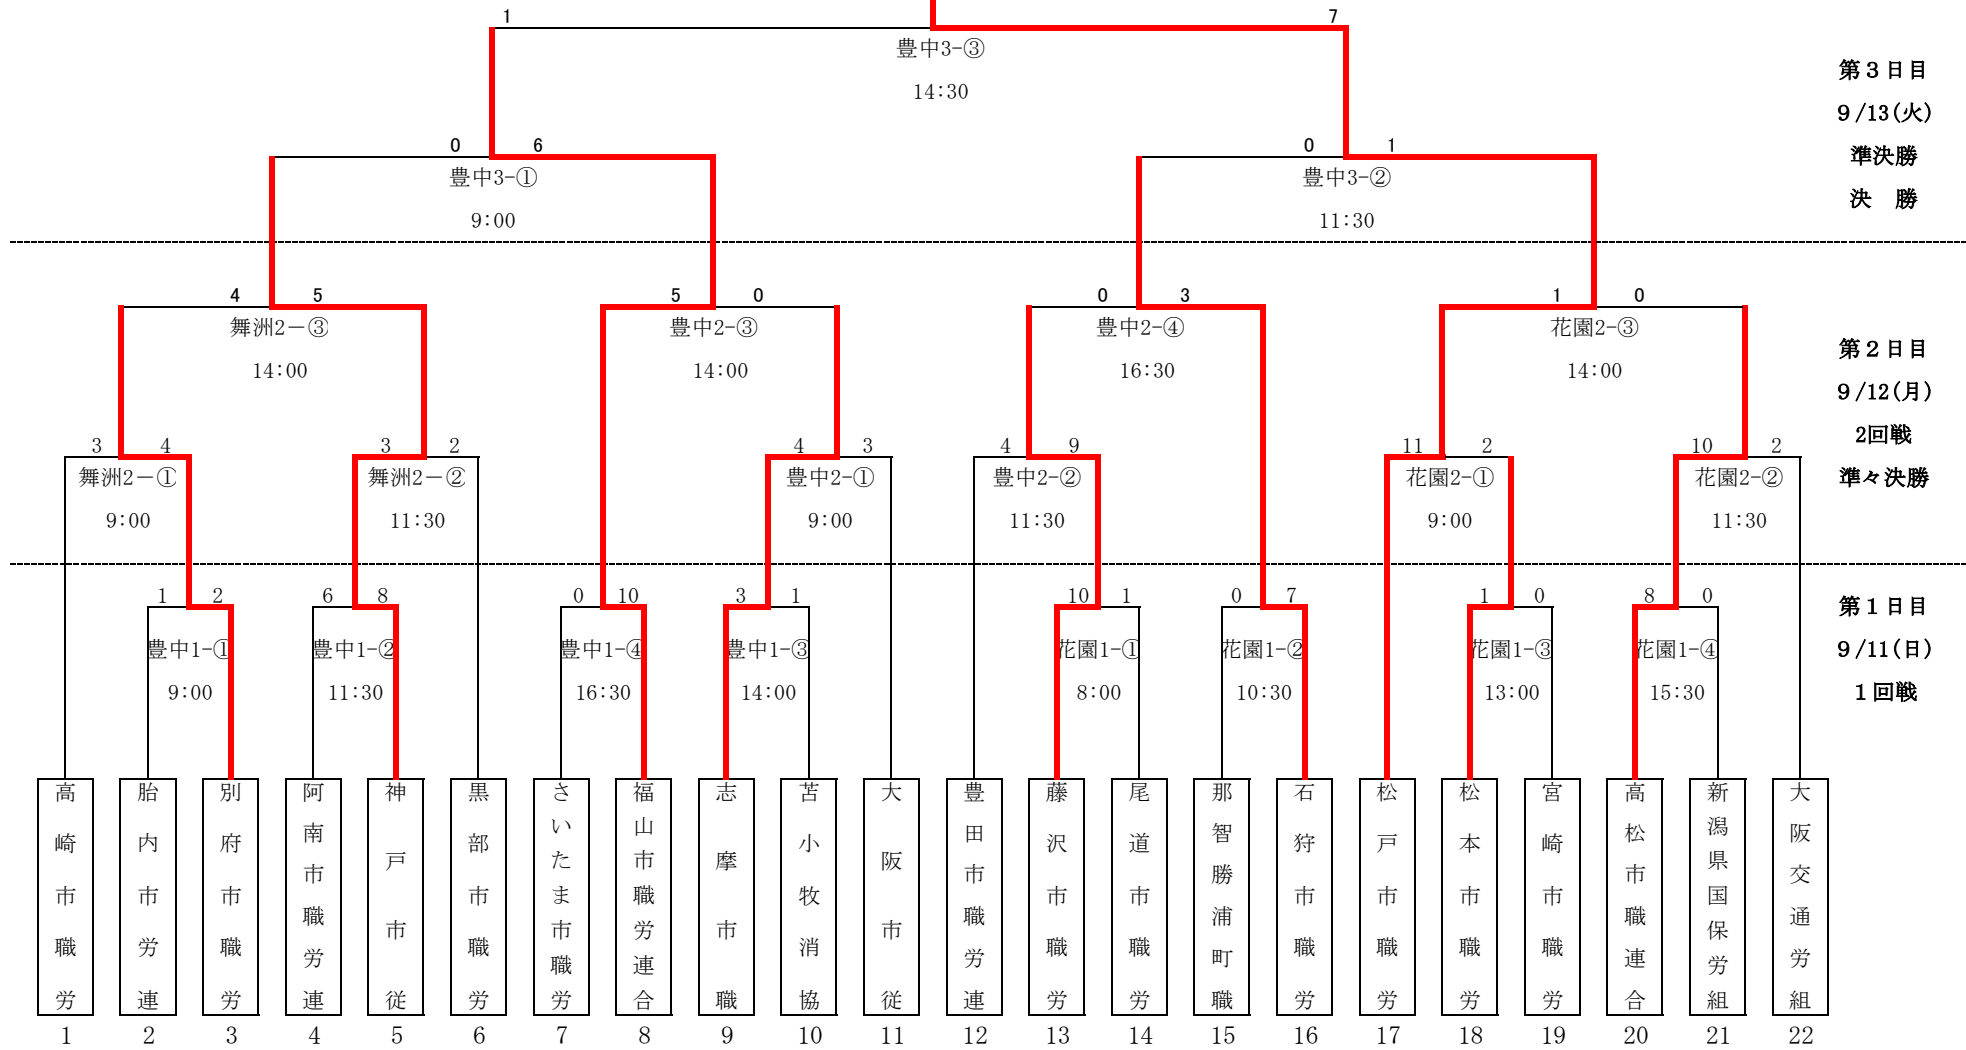 1 7
豊中3-③
14:30
第3日目
9/13(火)
準決勝
決　勝
0 6
豊中3-①
9:00
0 1
豊中3-②
11:30
4 5
舞洲2－③
14:00
5 0
豊中2-③
14:00
0 3
豊中2-④
16:30
1 0
花園2-③
14:00
第2日目
9/12(月)
2回戦
準々決勝
3 4
舞洲2－①
9:00
3 2
舞洲2－②
11:30
4 3
豊中2-①
9:00
4 9
豊中2-②
11:30
11 2
花園2-①
9:00
10 2
花園2-②
11:30
1 2
豊中1-①
9:00
6 8
豊中1-②
11:30
0 10
豊中1-④
16:30
3 1
豊中1-③
14:00
10 1
花園1-①
8:00
0 7
花園1-②
10:30
1 0
花園1-③
13:00
8 0
花園1-④
15:30
第1日目
9/11(日)
1回戦
高崎市職労
胎内市労連
別府市職労
阿南市職労連
神戸市従
黒部市職労
さいたま市職労
福山市職労連合
志摩市職
苫小牧消協
大阪市従
豊田市職労連
藤沢市職労
尾道市職労
那智勝浦町職
石狩市職労
松戸市職労
松本市職労
宮崎市職労
高松市職連合
新潟県国保労組
大阪交通労組
1 2 3 4 5 6 7 8 9 10 11 12 13 14 15 16 17 18 19 20 21 22